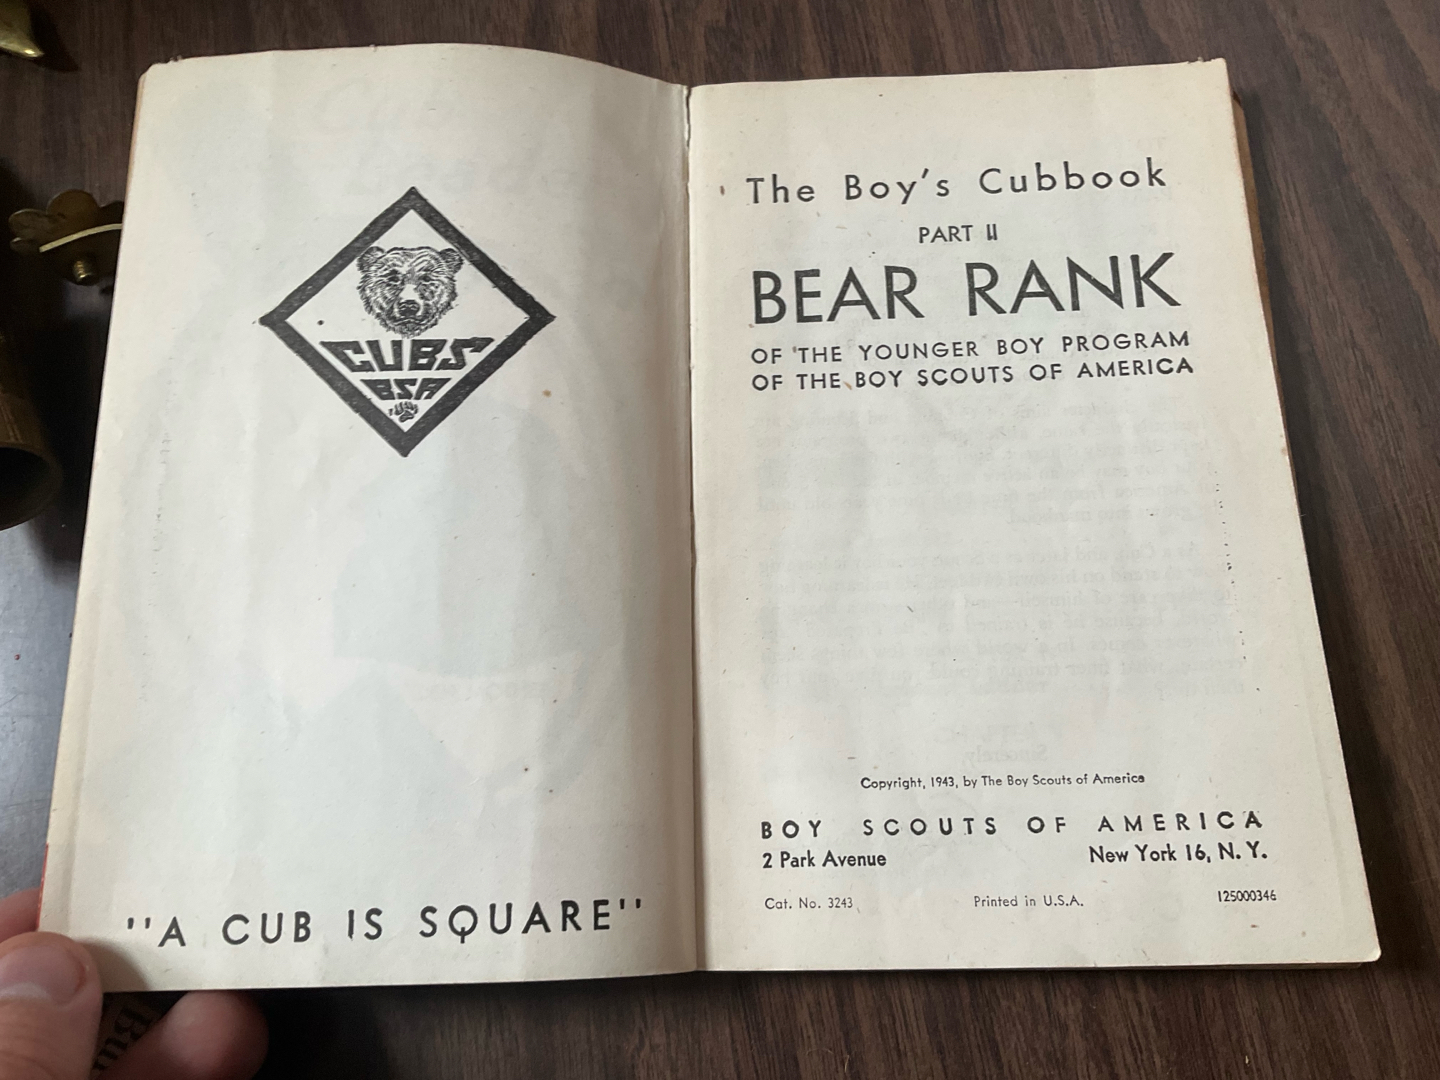 CUBS
BSA
"A CUB IS SQUARE"
The Boy's Cubbook
PART II
BEAR RANK
OF THE YOUNGER BOY PROGRAM
OF THE BOY SCOUTS OF AMERICA
Copyright, 1943, by The Boy Scouts of America
BOY SCOUTS OF AMERICA
2 Park Avenue New York 16, N. Y.
Cat. No. 3243 Printed in U.S.A. 125000346